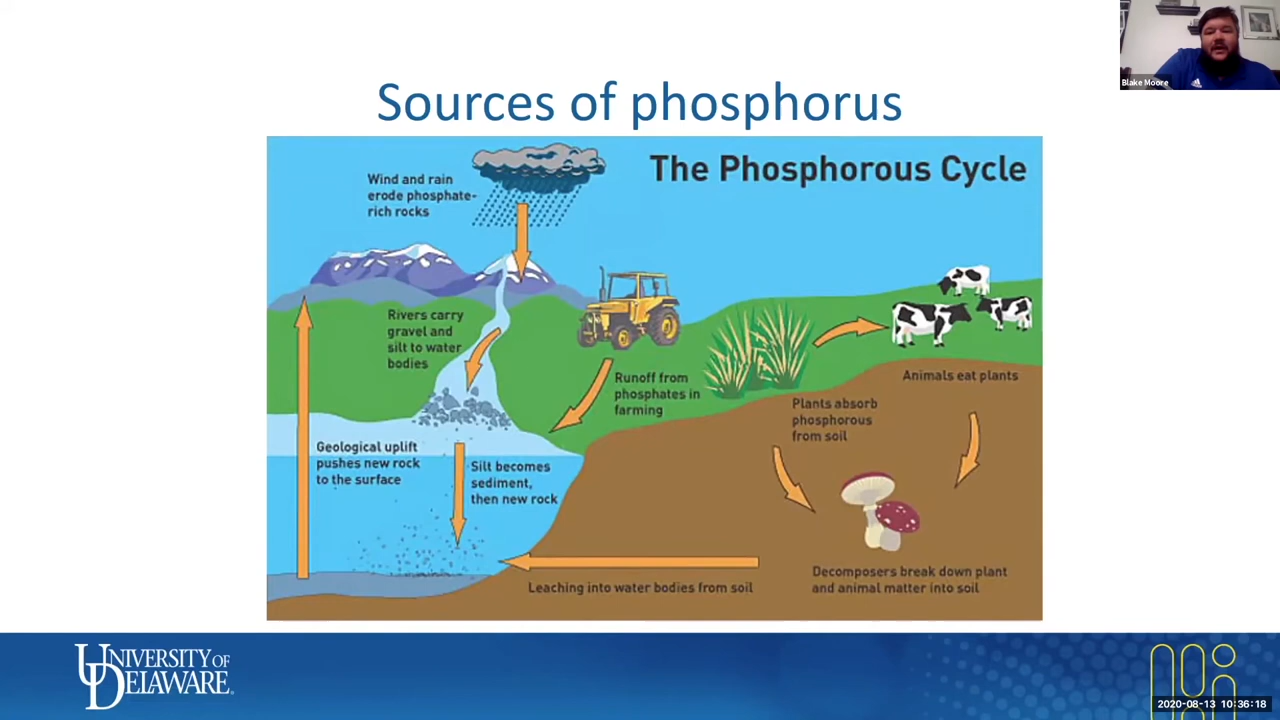 Blake Moore
Sources of phosphorus
The Phosphorous Cycle
Wind and rain
erode phosphate-
rich rocks
Rivers carry
gravel and
silt to water
bodies
Runoff from
phosphates in
farming
Animals eat plants
Plants absorb
phosphorous
from soil
Geological uplift
pushes new rock
to the surface
Silt becomes
sediment,
then new rock
Decomposers break down plant
and animal matter into soil
Leaching into water bodies from soil
UNIVERSITY OF
DELAWARE.
2020-08-13 10:36:18